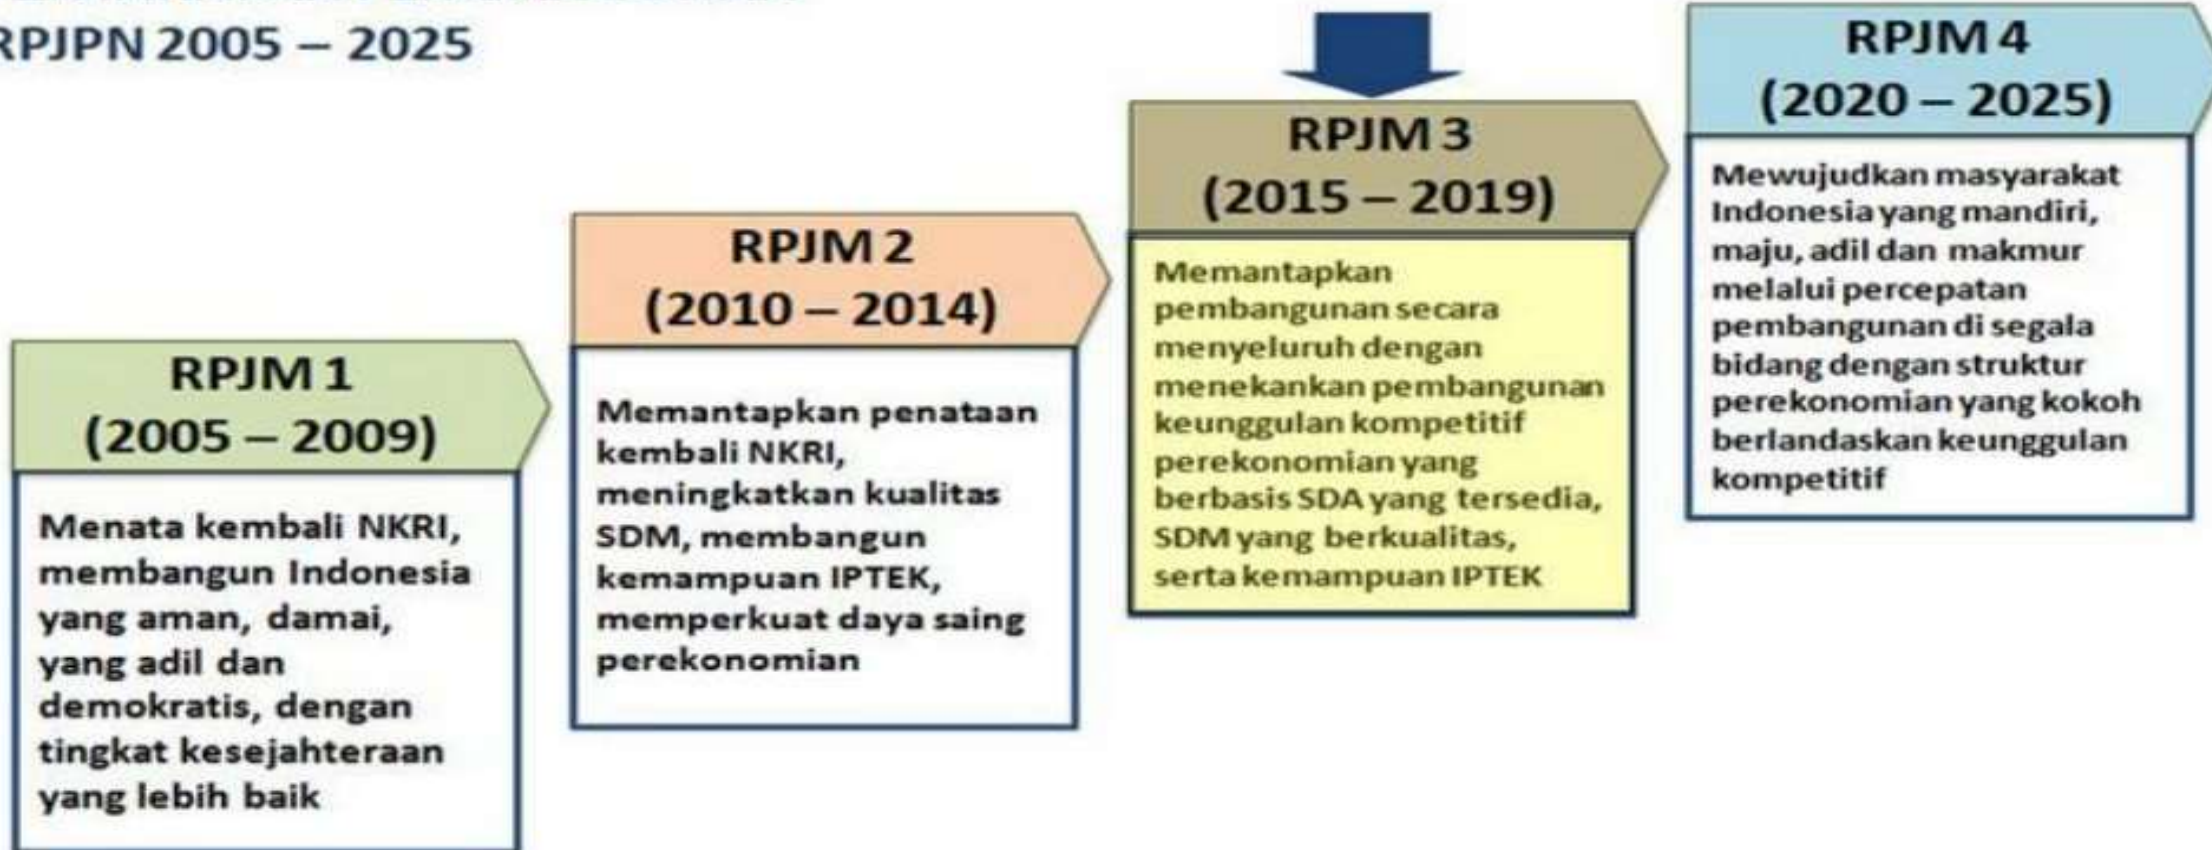 RPJPN 2005 – 2025
RPJM 1
(2005 – 2009)
Menata kembali NKRI,
membangun Indonesia
yang aman, damai,
yang adil dan
demokratis, dengan
tingkat kesejahteraan
yang lebih baik
RPJM 2
(2010 – 2014)
Memantapkan penataan
kembali NKRI,
meningkatkan kualitas
SDM, membangun
kemampuan IPTEK,
memperkuat daya saing
perekonomian
RPJM 3
(2015 – 2019)
Memantapkan
pembangunan secara
menyeluruh dengan
menekankan pembangunan
keunggulan kompetitif
perekonomian yang
berbasis SDA yang tersedia,
SDM yang berkualitas,
serta kemampuan IPTEK
RPJM 4
(2020 – 2025)
Mewujudkan masyarakat
Indonesia yang mandiri,
maju, adil dan makmur
melalui percepatan
pembangunan di segala
bidang dengan struktur
perekonomian yang kokoh
berlandaskan keunggulan
kompetitif